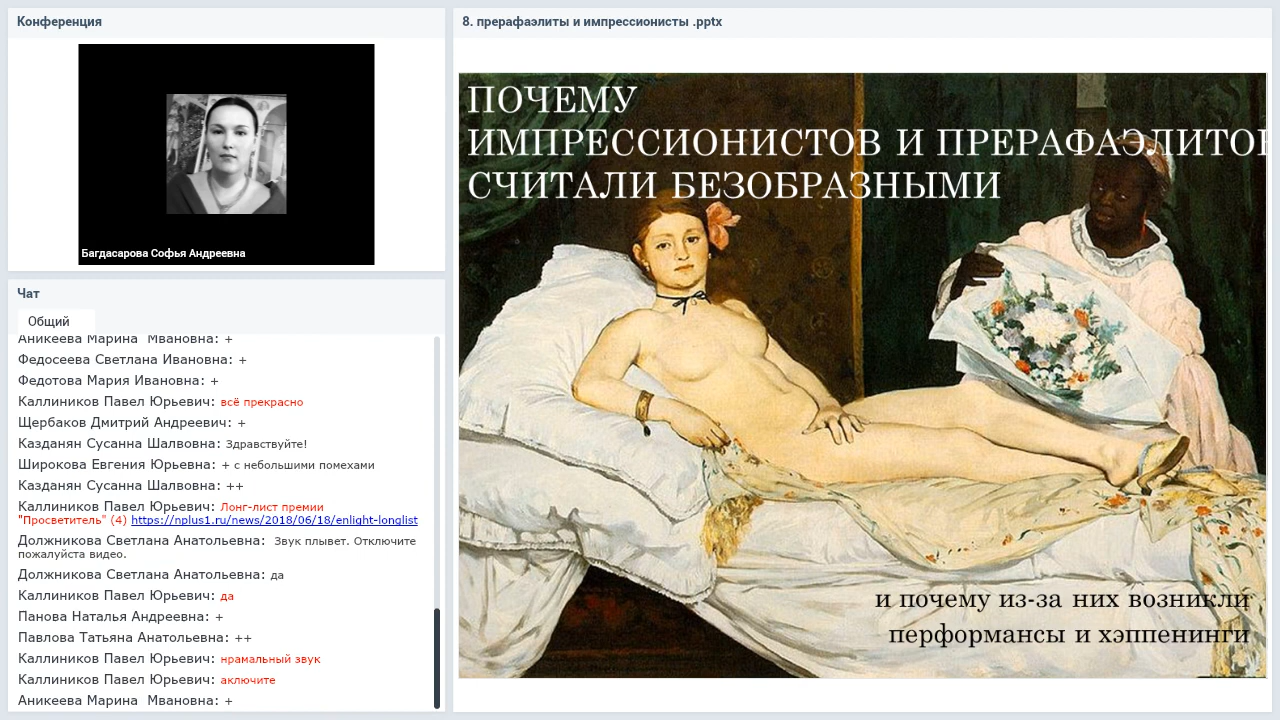 Конференция
Багдасарова Софья Андреевна
Чат
Общий
Аникеева Марина  Мвановна: +
Федосеева Светлана Ивановна: +
Федотова Мария Ивановна: +
Каллиников Павел Юрьевич: всё прекрасно
Щербаков Дмитрий Андреевич: +
Казданян Сусанна Шалвовна: Здравствуйте!
Широкова Евгения Юрьевна: + с небольшими помехами
Казданян Сусанна Шалвовна: ++
Каллиников Павел Юрьевич: Лонг-лист премии
"Просветитель" (4) https://nplus1.ru/news/2018/06/18/enlight-longlist
Должникова Светлана Анатольевна:  Звук плывет. Отключите
пожалуйста видео.
Должникова Светлана Анатольевна: да
Каллиников Павел Юрьевич: да
Панова Наталья Андреевна: +
Павлова Татьяна Анатольевна: ++
Каллиников Павел Юрьевич: нрамальный звук
Каллиников Павел Юрьевич: аключите
Аникеева Марина  Мвановна: +
8. прерафаэлиты и импрессионисты .pptx
ПОЧЕМУ
ИМПРЕССИОНИСТОВ И ПРЕРАФАЭЛИТОВ
СЧИТАЛИ БЕЗОБРАЗНЫМИ
и почему из-за них возникли
перформансы и хэппенинги